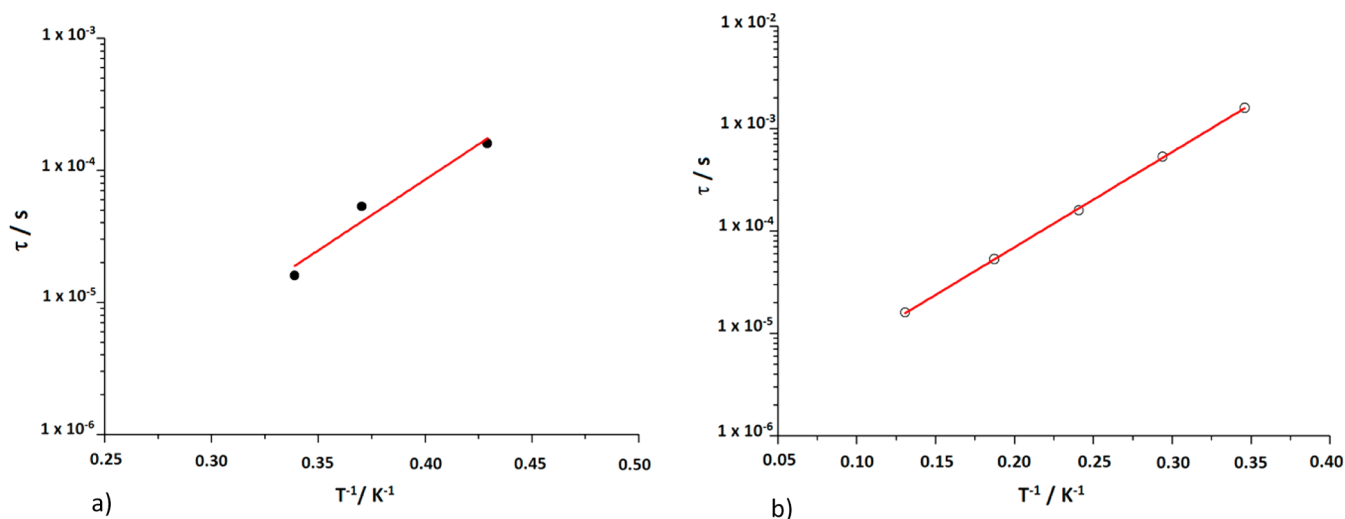 1 x 10⁻³
1 x 10⁻⁴
1 x 10⁻⁵
1 x 10⁻⁶
τ / s
0.25 0.30 0.35 0.40 0.45 0.50
T⁻¹/ K⁻¹
a)
1 x 10⁻²
1 x 10⁻³
1 x 10⁻⁴
1 x 10⁻⁵
1 x 10⁻⁶
τ / s
0.05 0.10 0.15 0.20 0.25 0.30 0.35 0.40
T⁻¹/ K⁻¹
b)